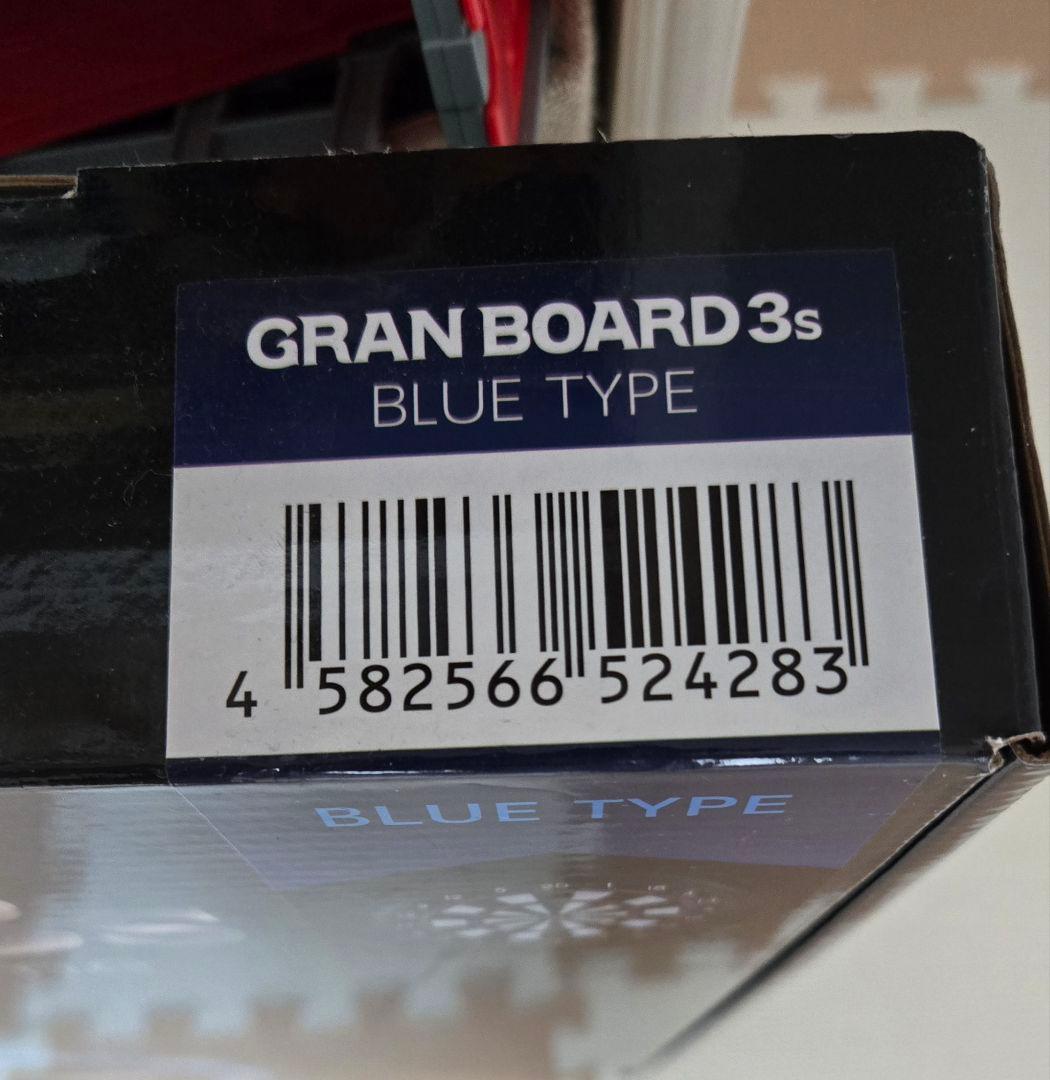 GRAN BOARD 3s
BLUE TYPE
4 582566 524283
BLUE TYPE